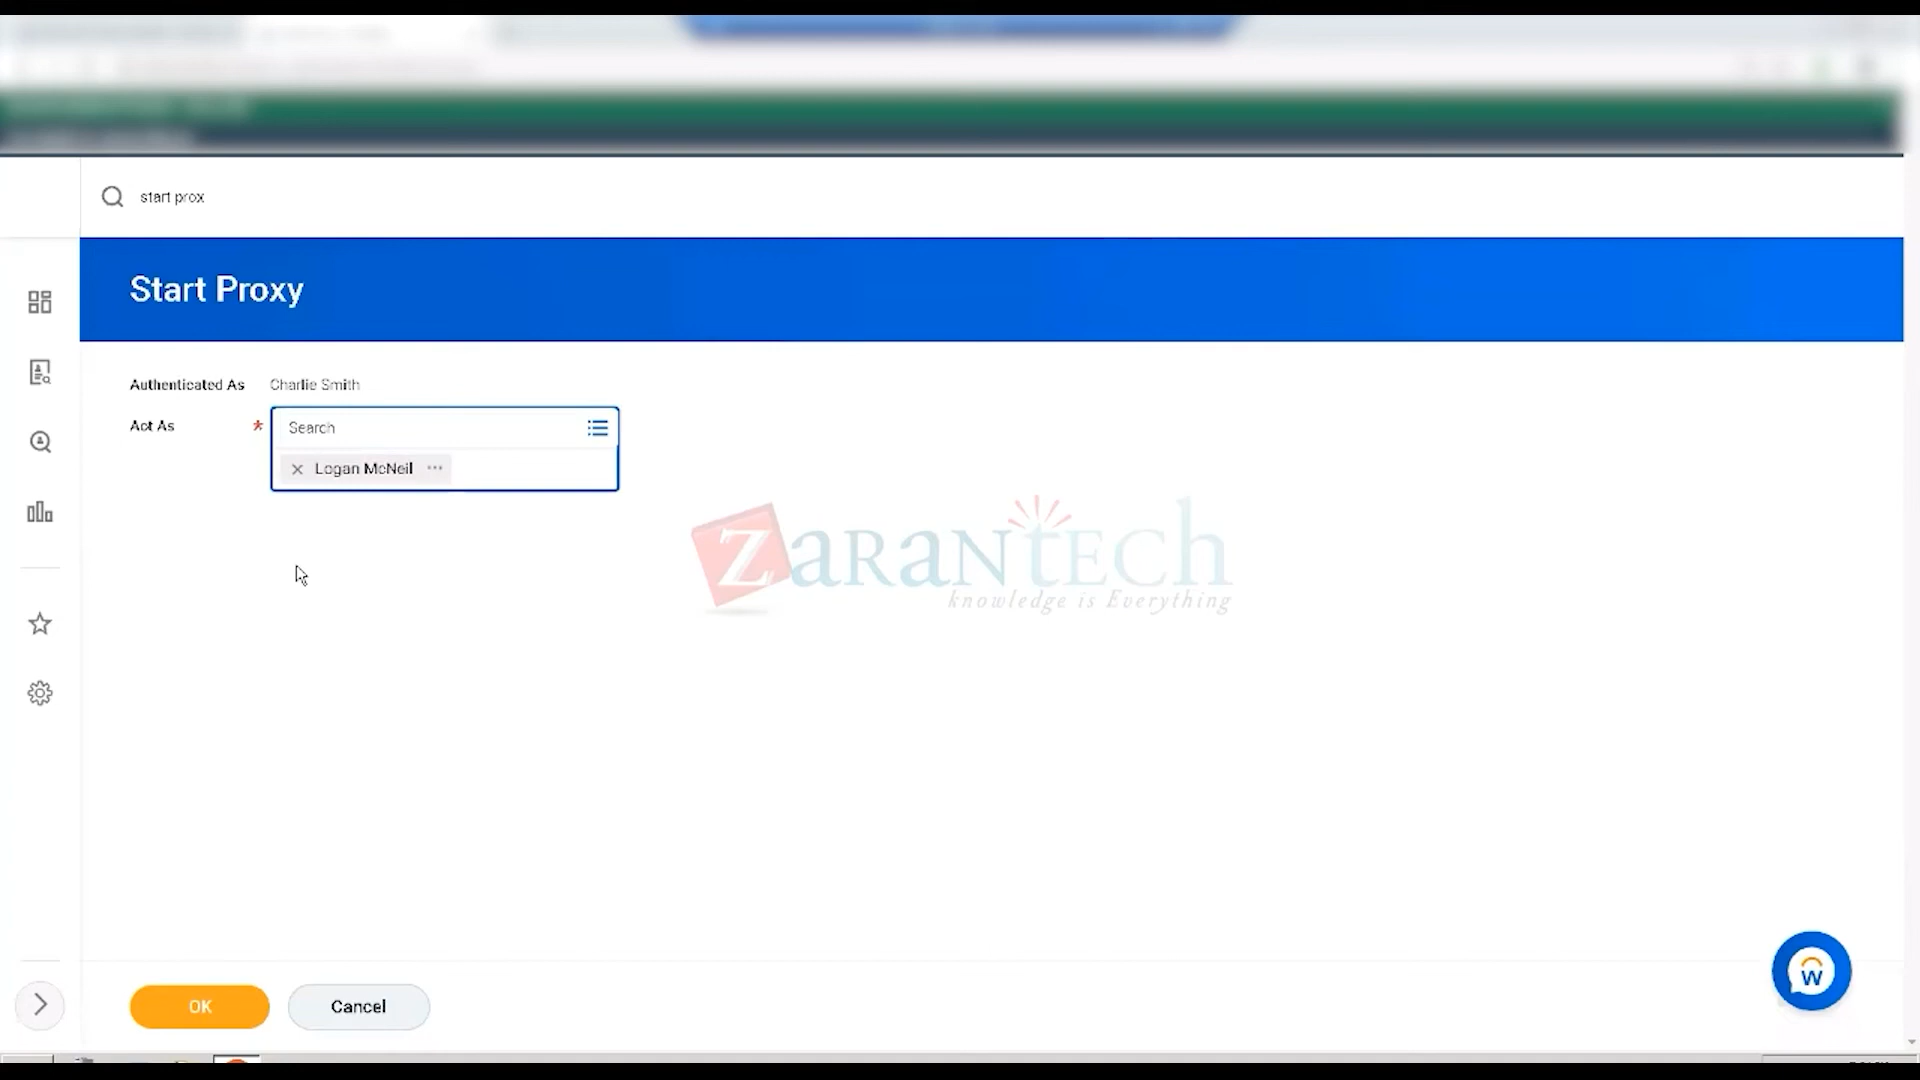 start prox
Start Proxy
Authenticated As Charlie Smith
Act As * Search
× Logan McNeil ...
ZaranTech
knowledge is Everything
OK Cancel
w